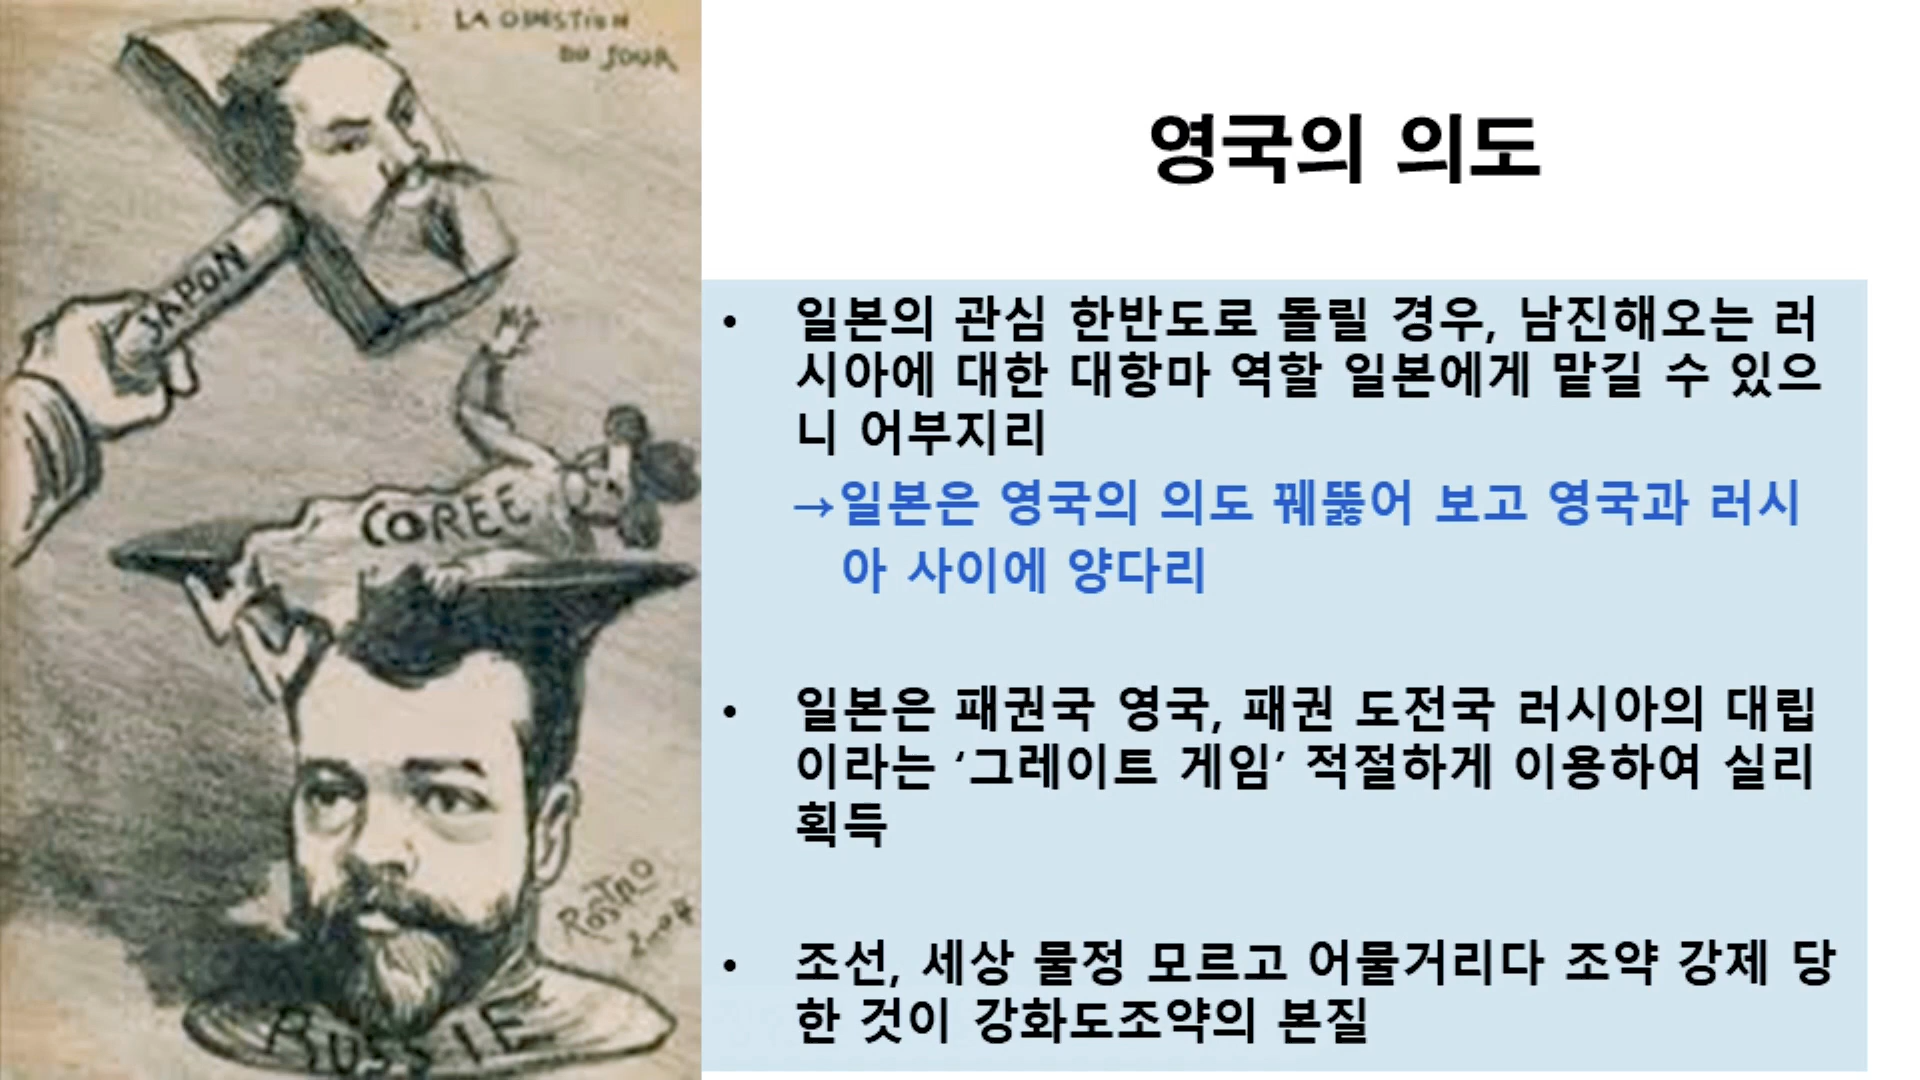 LA QUESTION
DU JOUR
JAPON
COREE
ROSTRO
RUSSIE
영국의 의도
• 일본의 관심 한반도로 돌릴 경우, 남진해오는 러
시아에 대한 대항마 역할 일본에게 맡길 수 있으
니 어부지리
→일본은 영국의 의도 꿰뚫어 보고 영국과 러시
아 사이에 양다리
• 일본은 패권국 영국, 패권 도전국 러시아의 대립
이라는 ‘그레이트 게임’ 적절하게 이용하여 실리
획득
• 조선, 세상 물정 모르고 어물거리다 조약 강제 당
한 것이 강화도조약의 본질